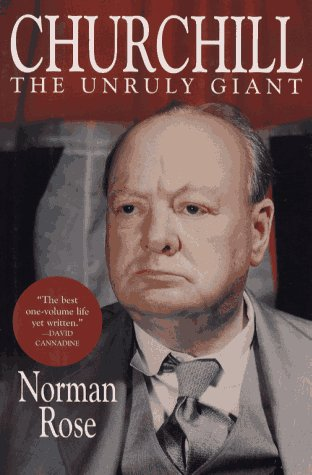 CHURCHILL
THE UNRULY GIANT
"The best
one-volume life
yet written."
—DAVID
CANNADINE
Norman
Rose